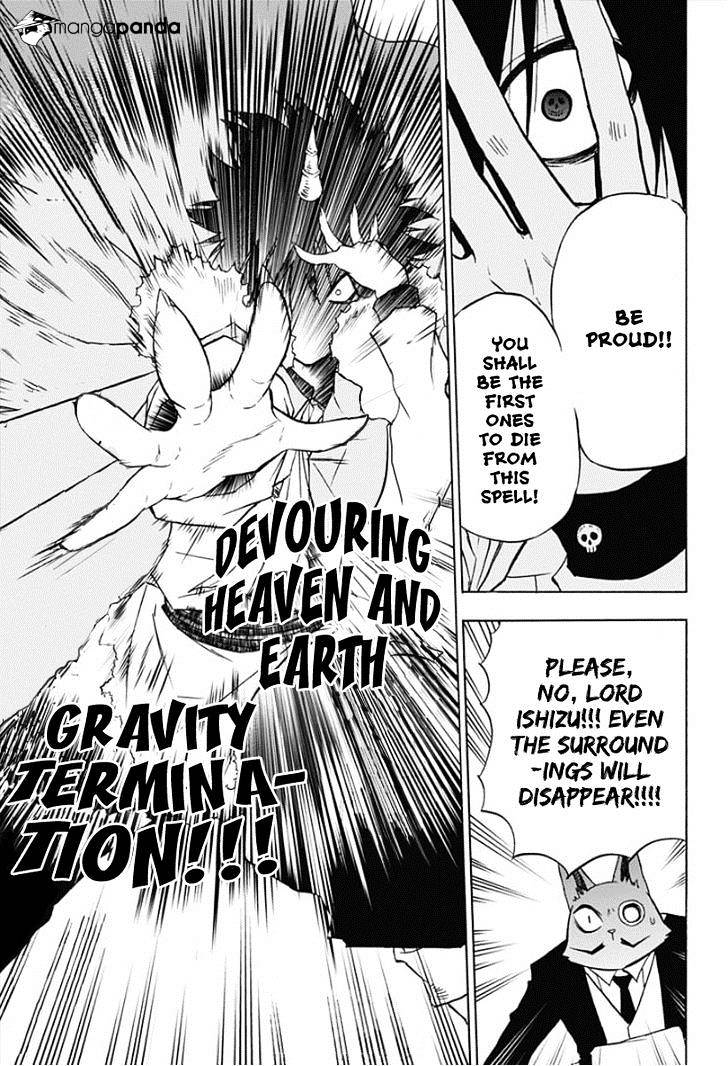 mangapanda
BE
PROUD!!
YOU
SHALL
BE THE
FIRST
ONES
TO DIE
FROM
THIS
SPELL!
PLEASE,
NO, LORD
ISHIZU!!! EVEN
THE SURROUND
-INGS WILL
DISAPPEAR!!!!
DEVOURING
HEAVEN AND
EARTH
GRAVITY
TERMINA-
TION!!!